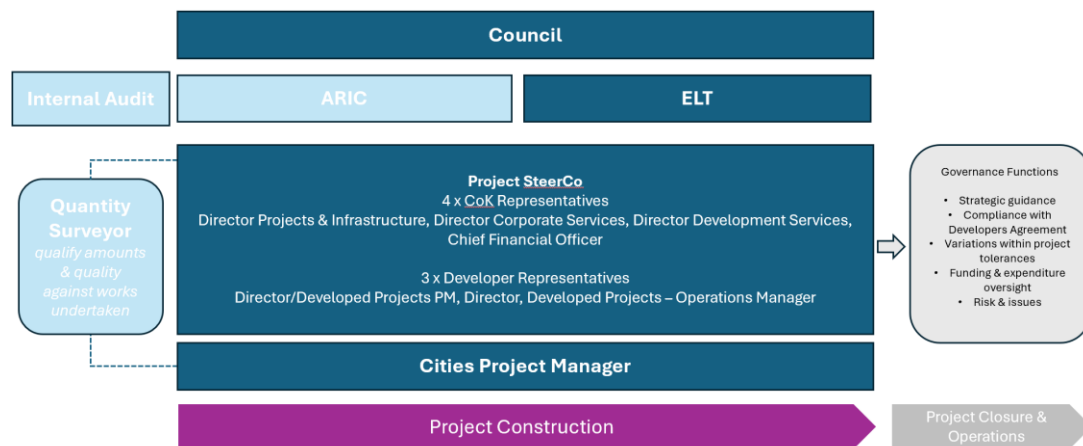 Council
Internal Audit
ARIC
ELT
Project SteerCo
4 x CoK Representatives
Director Projects & Infrastructure, Director Corporate Services, Director Development Services,
Chief Financial Officer
3 x Developer Representatives
Director/Developed Projects PM, Director, Developed Projects – Operations Manager
Quantity
Surveyor
qualify amounts
& quality
against works
undertaken
Governance Functions
• Strategic guidance
• Compliance with
Developers Agreement
• Variations within project
tolerances
• Funding & expenditure
oversight
• Risk & issues
Cities Project Manager
Project Construction
Project Closure &
Operations